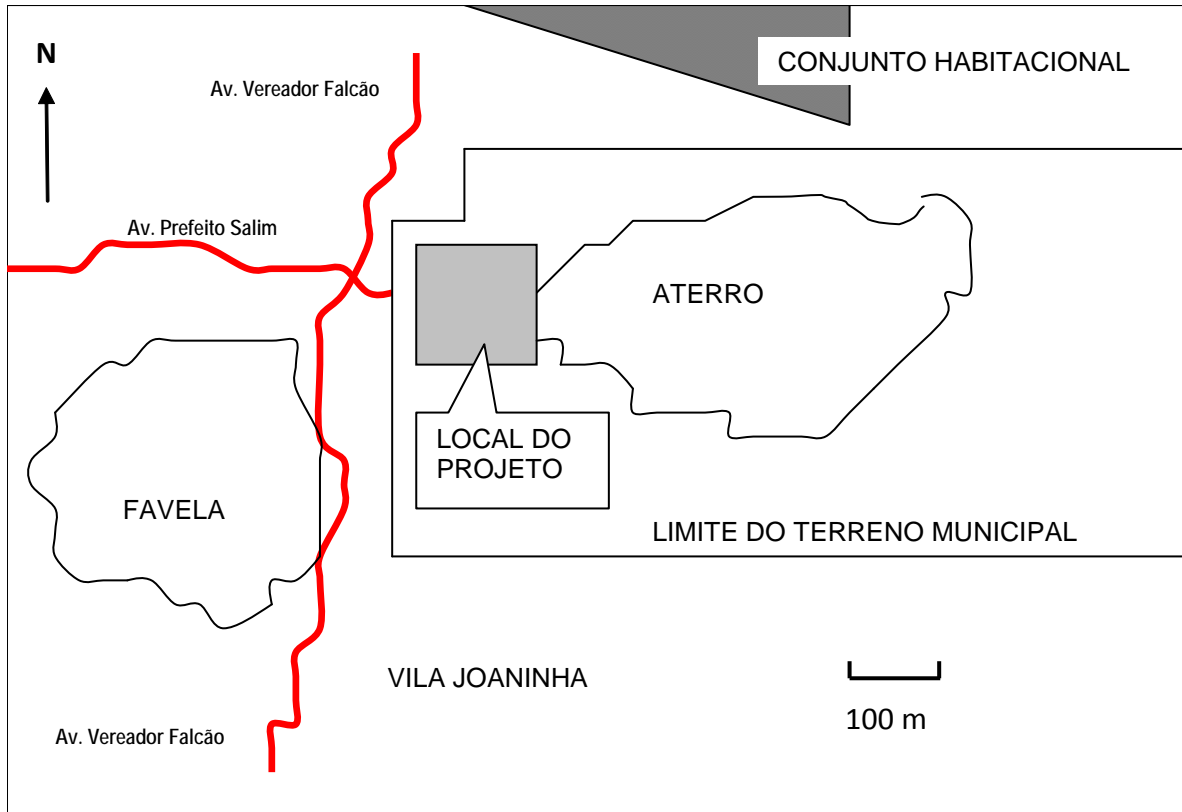 CONJUNTO HABITACIONAL
N
Av. Vereador Falcão
Av. Prefeito Salim
ATERRO
LOCAL DO
PROJETO
FAVELA
LIMITE DO TERRENO MUNICIPAL
VILA JOANINHA
100 m
Av. Vereador Falcão